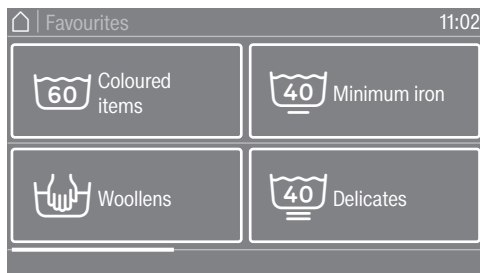 Favourites
11:02
60 Coloured
items
40 Minimum iron
Woollens
40 Delicates